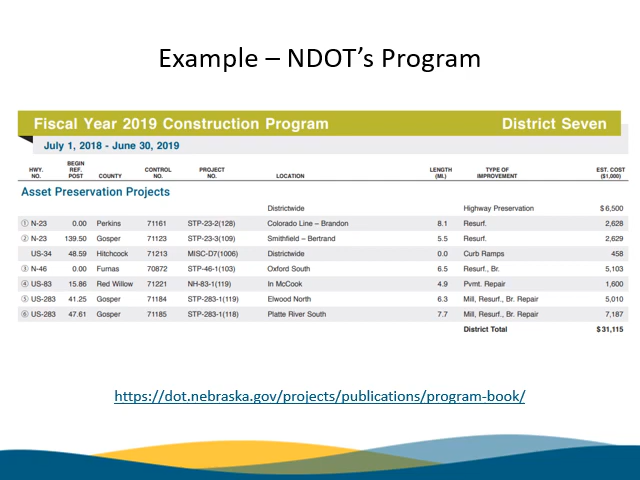 Example – NDOT's Program
Fiscal Year 2019 Construction Program District Seven
July 1, 2018 - June 30, 2019
HWY. NO. BEGIN REF. POST COUNTY CONTROL NO. PROJECT NO. LOCATION LENGTH (MI.) TYPE OF IMPROVEMENT EST. COST ($1,000)
Asset Preservation Projects
Districtwide Highway Preservation $ 6,500
① N-23 0.00 Perkins 71161 STP-23-2(128) Colorado Line – Brandon 8.1 Resurf. 2,628
② N-23 139.50 Gosper 71123 STP-23-3(109) Smithfield – Bertrand 5.5 Resurf. 2,629
US-34 48.59 Hitchcock 71213 MISC-D7(1006) Districtwide 0.0 Curb Ramps 458
③ N-46 0.00 Furnas 70872 STP-46-1(103) Oxford South 6.5 Resurf., Br. 5,103
④ US-83 15.86 Red Willow 71221 NH-83-1(119) In McCook 4.9 Pvmt. Repair 1,600
⑤ US-283 41.25 Gosper 71184 STP-283-1(119) Elwood North 6.3 Mill, Resurf., Br. Repair 5,010
⑥ US-283 47.61 Gosper 71185 STP-283-1(118) Platte River South 7.7 Mill, Resurf., Br. Repair 7,187
District Total $ 31,115
https://dot.nebraska.gov/projects/publications/program-book/